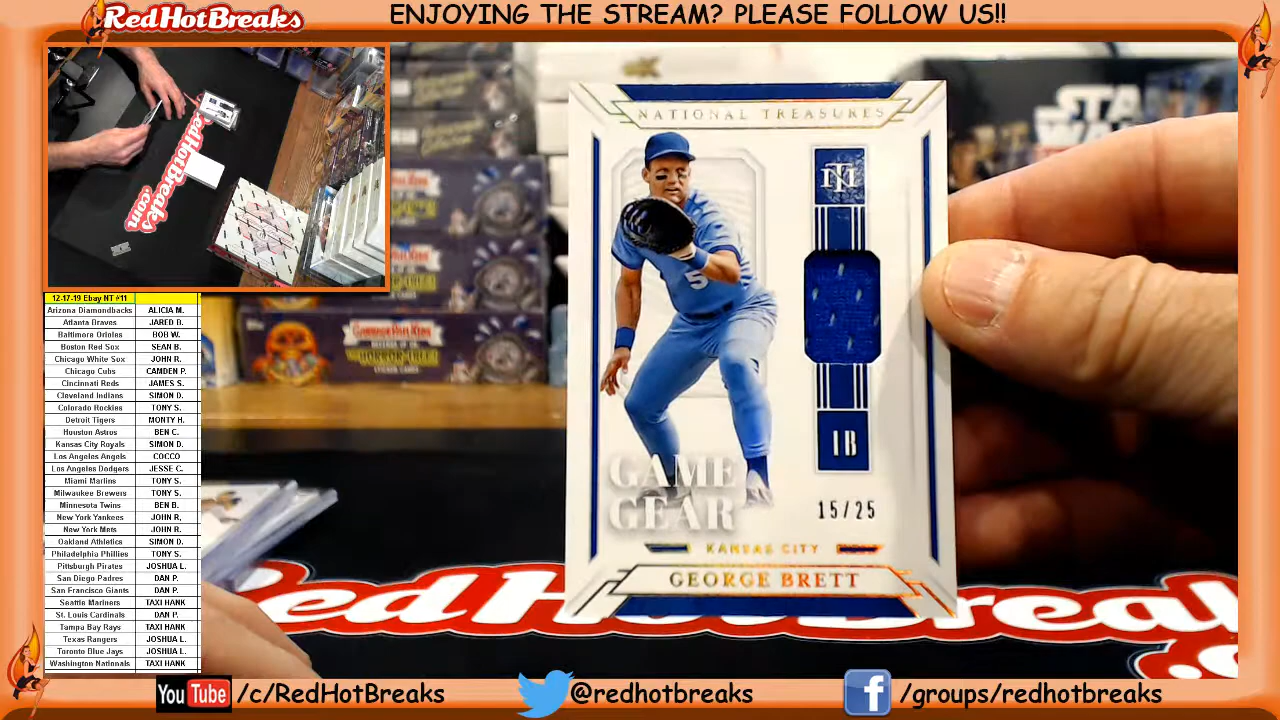 RedHotBreaks
ENJOYING THE STREAM? PLEASE FOLLOW US!!
RedHotBreaks
.com
12-17-19 Ebay NT #11
Arizona Diamondbacks ALICIA M.
Atlanta Braves JARED B.
Baltimore Orioles BOB W.
Boston Red Sox SEAN B.
Chicago White Sox JOHN R.
Chicago Cubs CAMDEN P.
Cincinnati Reds JAMES S.
Cleveland Indians SIMON D.
Colorado Rockies TONY S.
Detroit Tigers MONTY H.
Houston Astros BEN C.
Kansas City Royals SIMON D.
Los Angeles Angels COCCO
Los Angeles Dodgers JESSE C.
Miami Marlins TONY S.
Milwaukee Brewers TONY S.
Minnesota Twins BEN B.
New York Yankees JOHN R.
New York Mets JOHN R.
Oakland Athletics SIMON D.
Philadelphia Phillies TONY S.
Pittsburgh Pirates JOSHUA L.
San Diego Padres DAN P.
San Francisco Giants DAN P.
Seattle Mariners TAXI HANK
St. Louis Cardinals DAN P.
Tampa Bay Rays TAXI HANK
Texas Rangers JOSHUA L.
Toronto Blue Jays JOSHUA L.
Washington Nationals TAXI HANK
STAR
WARS
NATIONAL TREASURES
NT
5
1B
GAME
GEAR
15/25
KANSAS CITY
GEORGE BRETT
RedHotBreak
YouTube /c/RedHotBreaks
@redhotbreaks
f /groups/redhotbreaks